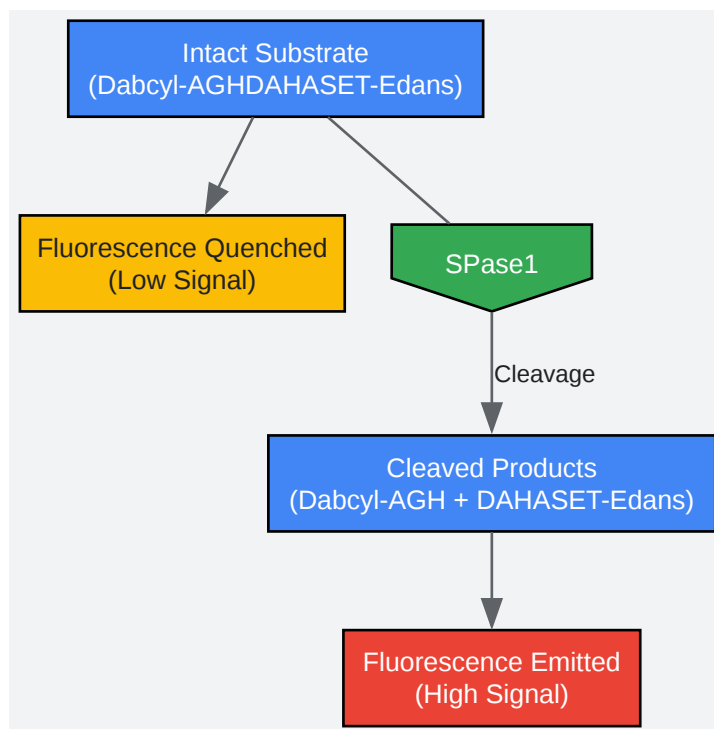 Intact Substrate
(Dabcyl-AGHDAHASET-Edans)
Fluorescence Quenched
(Low Signal)
SPase1
Cleavage
Cleaved Products
(Dabcyl-AGH + DAHASET-Edans)
Fluorescence Emitted
(High Signal)